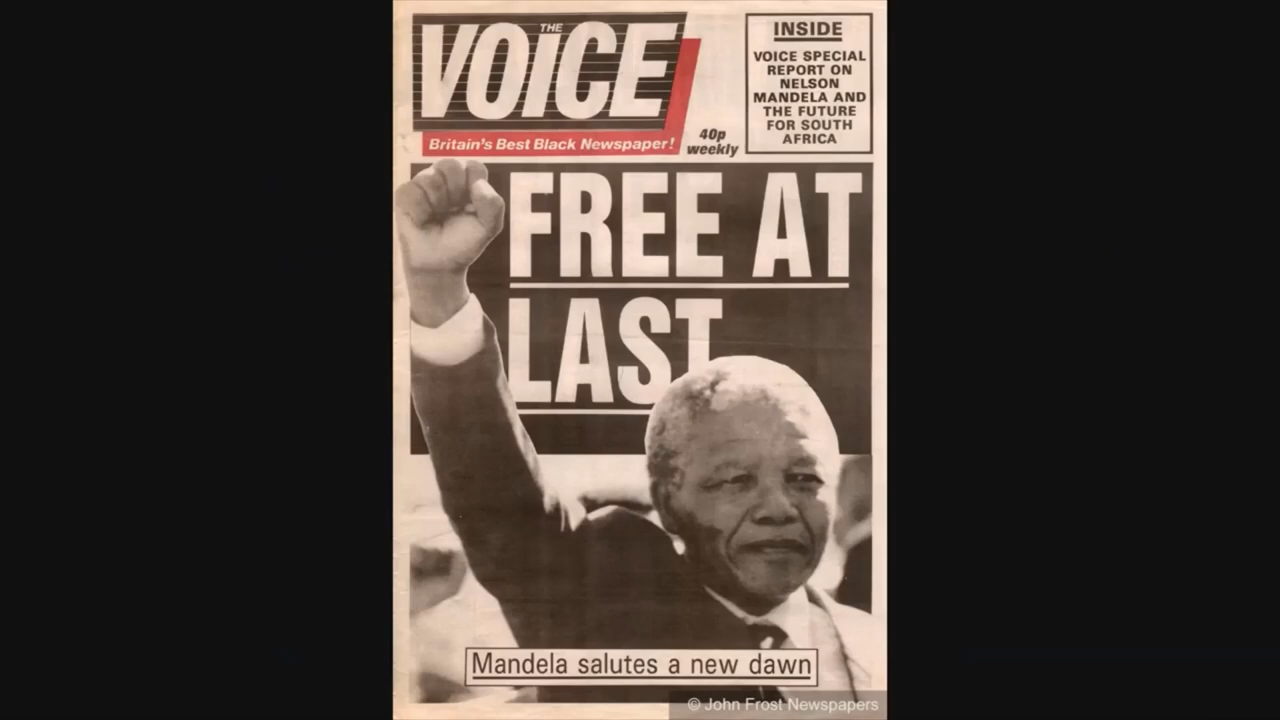 THE
VOiCE
Britain's Best Black Newspaper!
40p
weekly
INSIDE
VOICE SPECIAL
REPORT ON
NELSON
MANDELA AND
THE FUTURE
FOR SOUTH
AFRICA
FREE AT
LAST
Mandela salutes a new dawn
© John Frost Newspapers